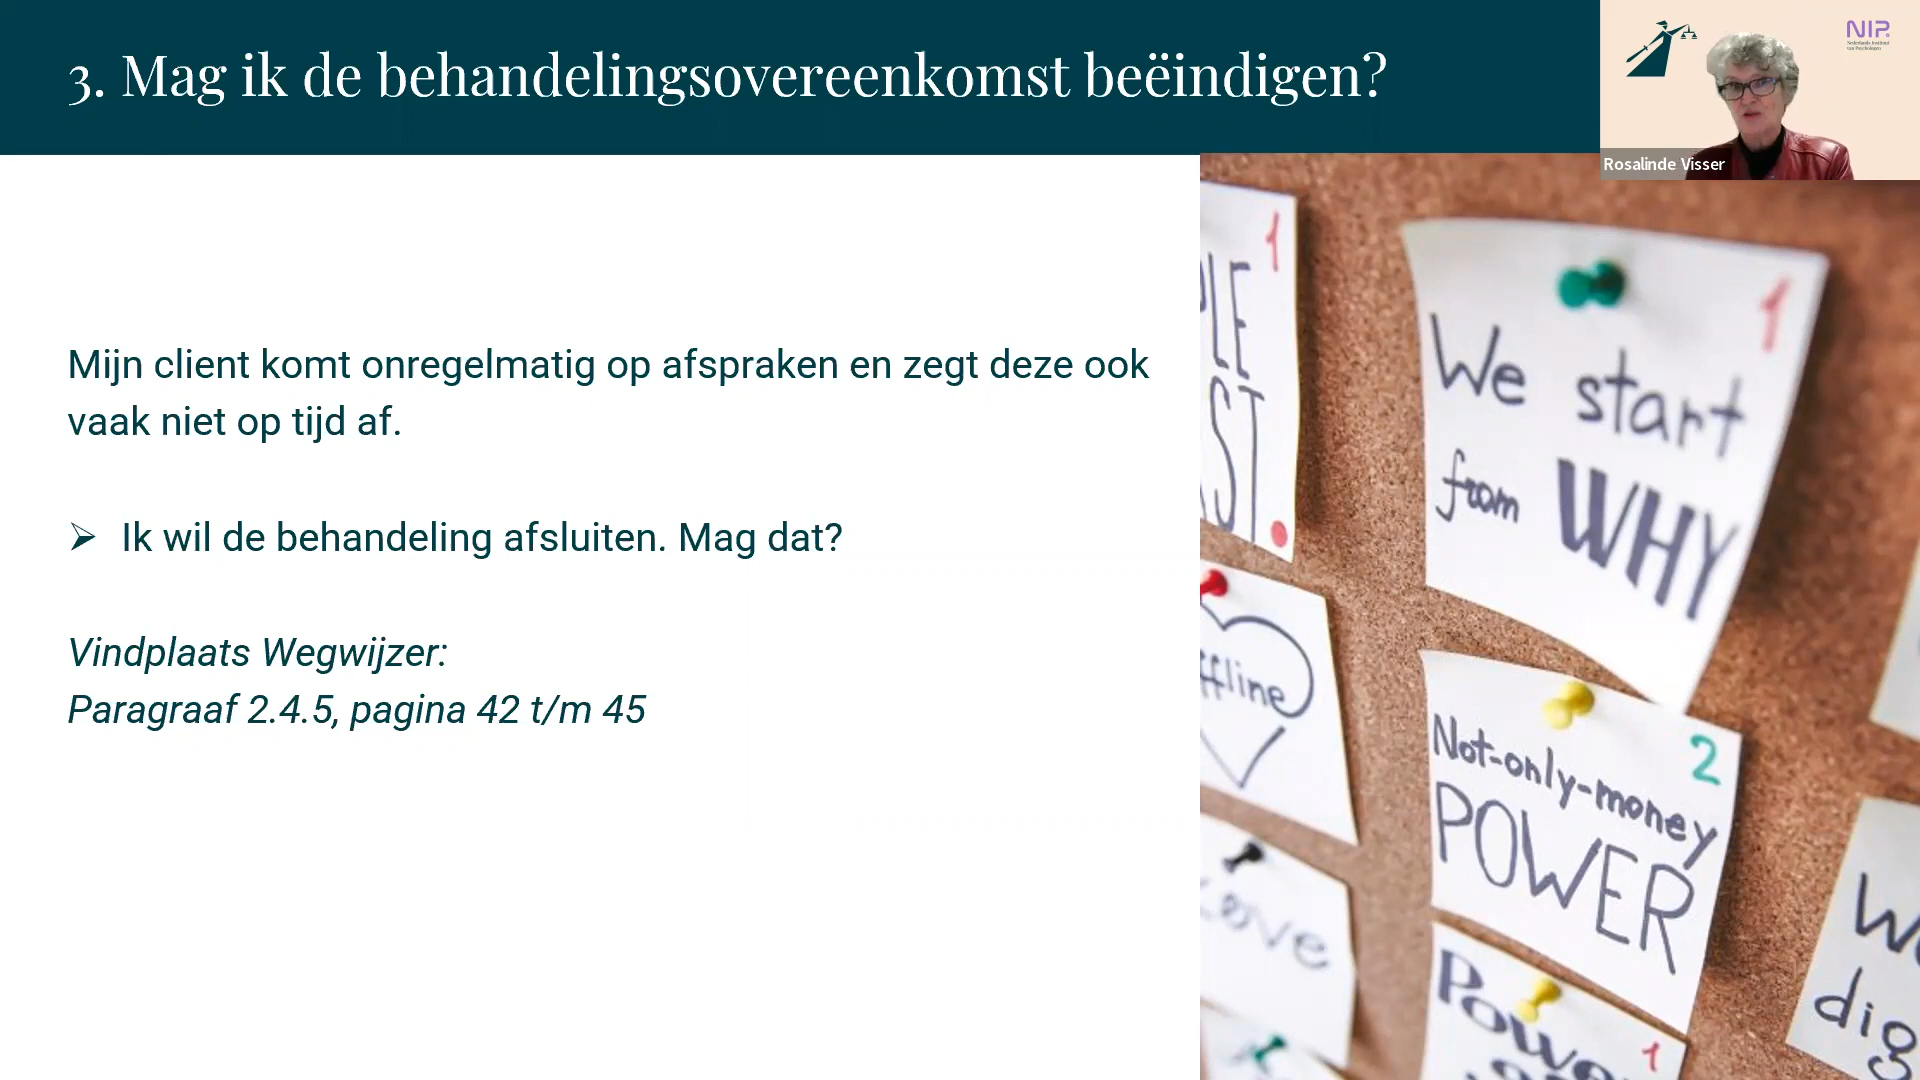 3. Mag ik de behandelingsovereenkomst beëindigen?
NIP.
Rosalinde Visser
Mijn client komt onregelmatig op afspraken en zegt deze ook
vaak niet op tijd af.
➢ Ik wil de behandeling afsluiten. Mag dat?
Vindplaats Wegwijzer:
Paragraaf 2.4.5, pagina 42 t/m 45
1
We start
from WHY
1
2
Not-only-money
POWER
Power
1